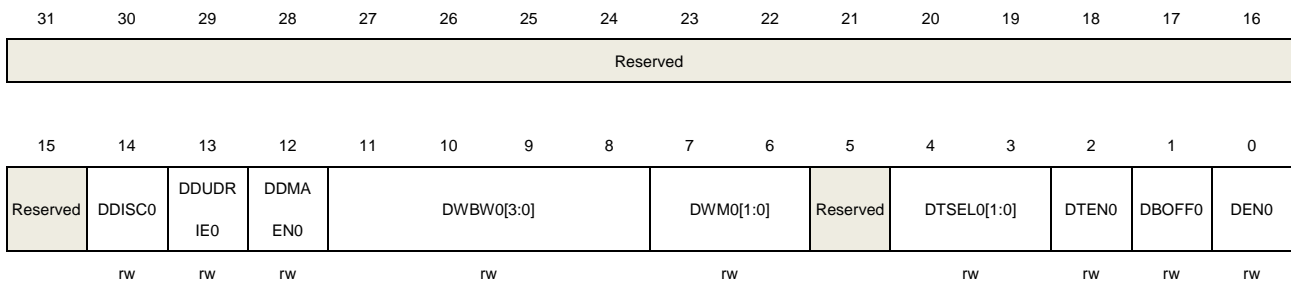 31 30 29 28 27 26 25 24 23 22 21 20 19 18 17 16
Reserved
15 14 13 12 11 10 9 8 7 6 5 4 3 2 1 0
Reserved DDISC0 DDUDR IE0 DDMA EN0 DWBW0[3:0] DWM0[1:0] Reserved DTSEL0[1:0] DTEN0 DBOFF0 DEN0
rw rw rw rw rw rw rw rw rw